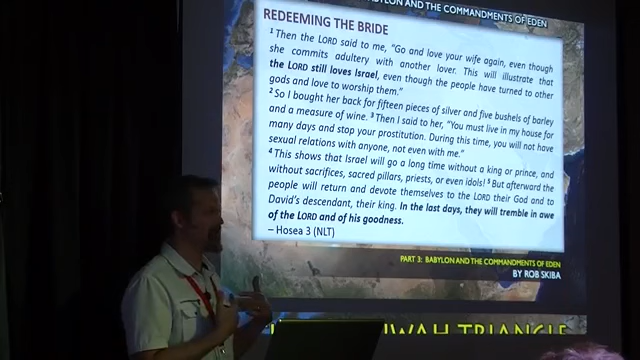 BYLON AND THE COMMANDMENTS OF EDEN
REDEEMING THE BRIDE
1 Then the LORD said to me, "Go and love your wife again, even though
she commits adultery with another lover. This will illustrate that
the LORD still loves Israel, even though the people have turned to other
gods and love to worship them."
2 So I bought her back for fifteen pieces of silver and five bushels of barley
and a measure of wine. 3 Then I said to her, "You must live in my house for
many days and stop your prostitution. During this time, you will not have
sexual relations with anyone, not even with me."
4 This shows that Israel will go a long time without a king or prince, and
without sacrifices, sacred pillars, priests, or even idols! 5 But afterward the
people will return and devote themselves to the LORD their God and to
David's descendant, their king. In the last days, they will tremble in awe
of the LORD and of his goodness.
– Hosea 3 (NLT)
PART 3: BABYLON AND THE COMMANDMENTS OF EDEN
BY ROB SKIBA
WAH TRIANGLE